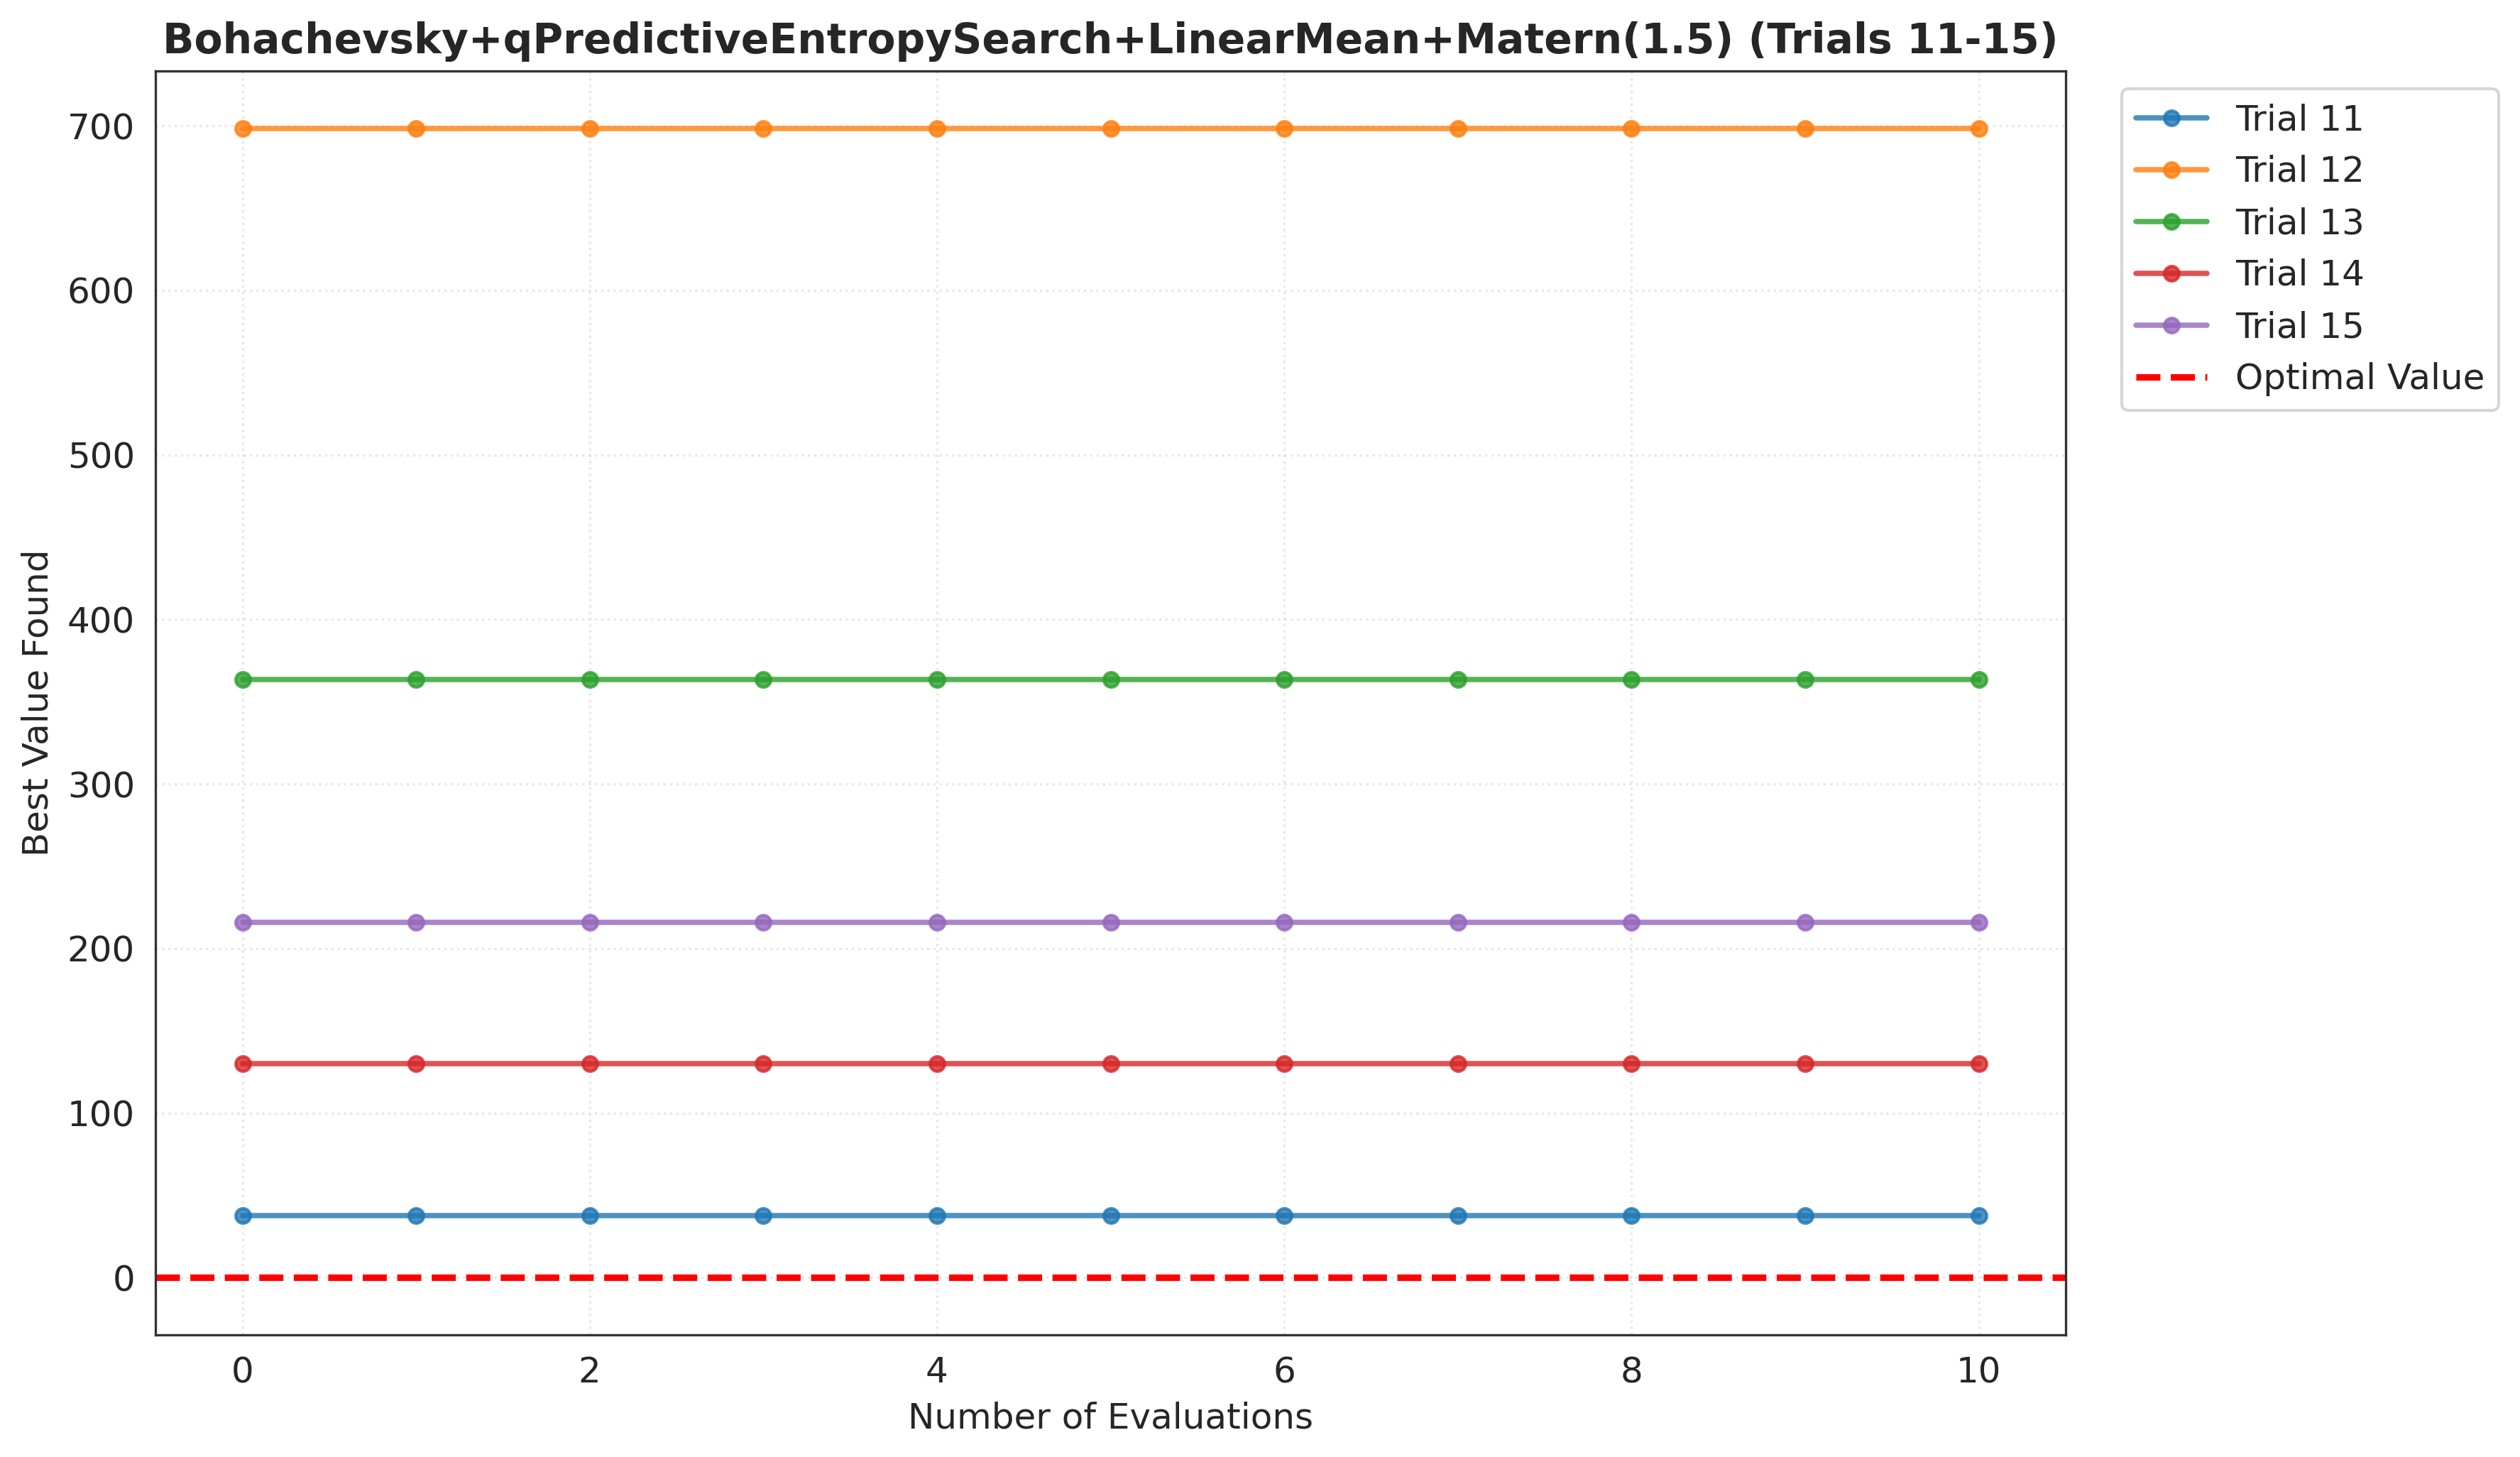 Bohachevsky+qPredictiveEntropySearch+LinearMean+Matern(1.5) (Trials 11-15)
Best Value Found
700
600
500
400
300
200
100
0
0 2 4 6 8 10
Number of Evaluations
Trial 11
Trial 12
Trial 13
Trial 14
Trial 15
Optimal Value